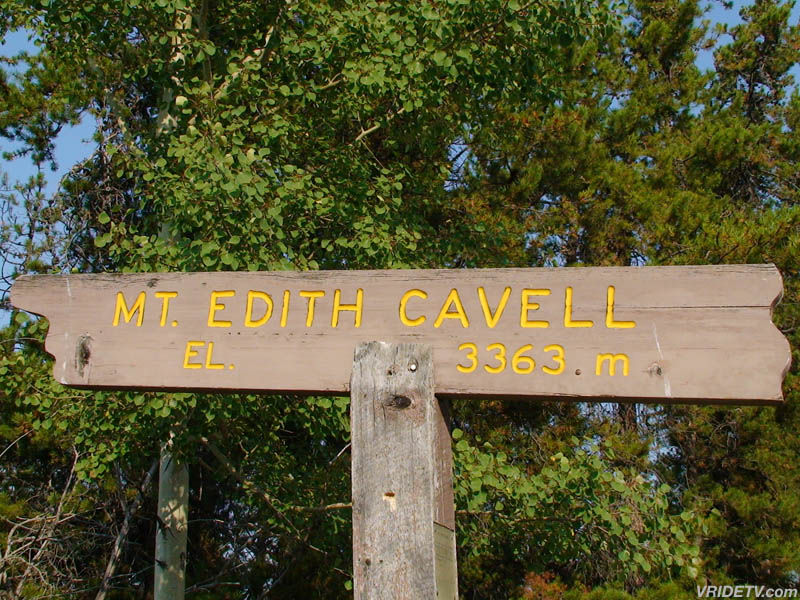 MT. EDITH CAVELL
EL. 3363. m
VRIDETV.com